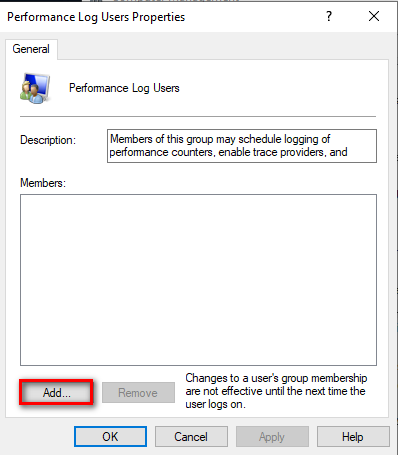 Performance Log Users Properties
General
Performance Log Users
Description:
Members of this group may schedule logging of
performance counters, enable trace providers, and
Members:
Add...
Remove
Changes to a user's group membership
are not effective until the next time the
user logs on.
OK
Cancel
Apply
Help